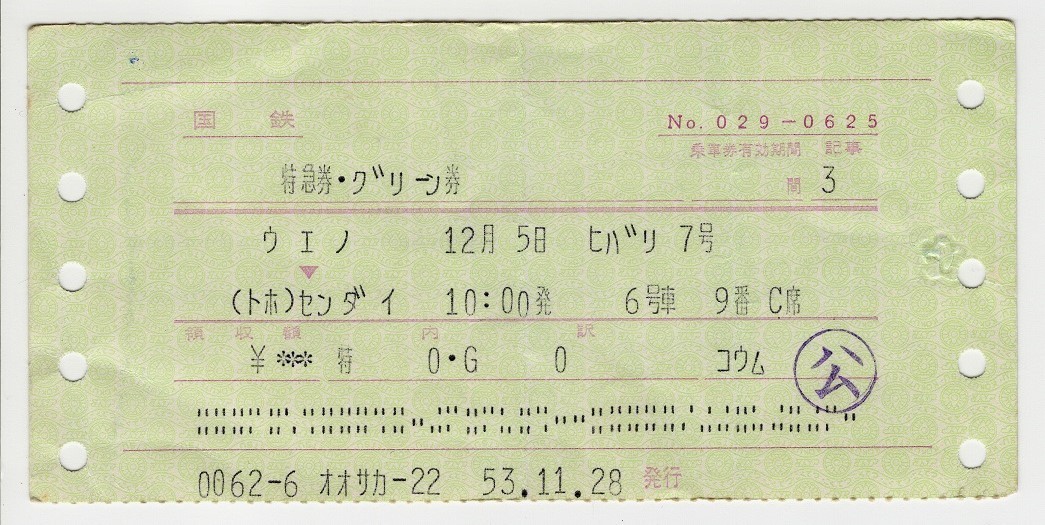 国鉄
No. 029-0625
乗車券有効期間 記事
特急券・グリーン券 間 3
ウエノ 12月 5日 ヒバリ 7号
▼
(トホ)センダイ 10:00発 6号車 9番 C席
領収額 内訳
¥ *** 特 0・G 0 コウム 公
0062-6 オオサカ-22 53.11.28 発行